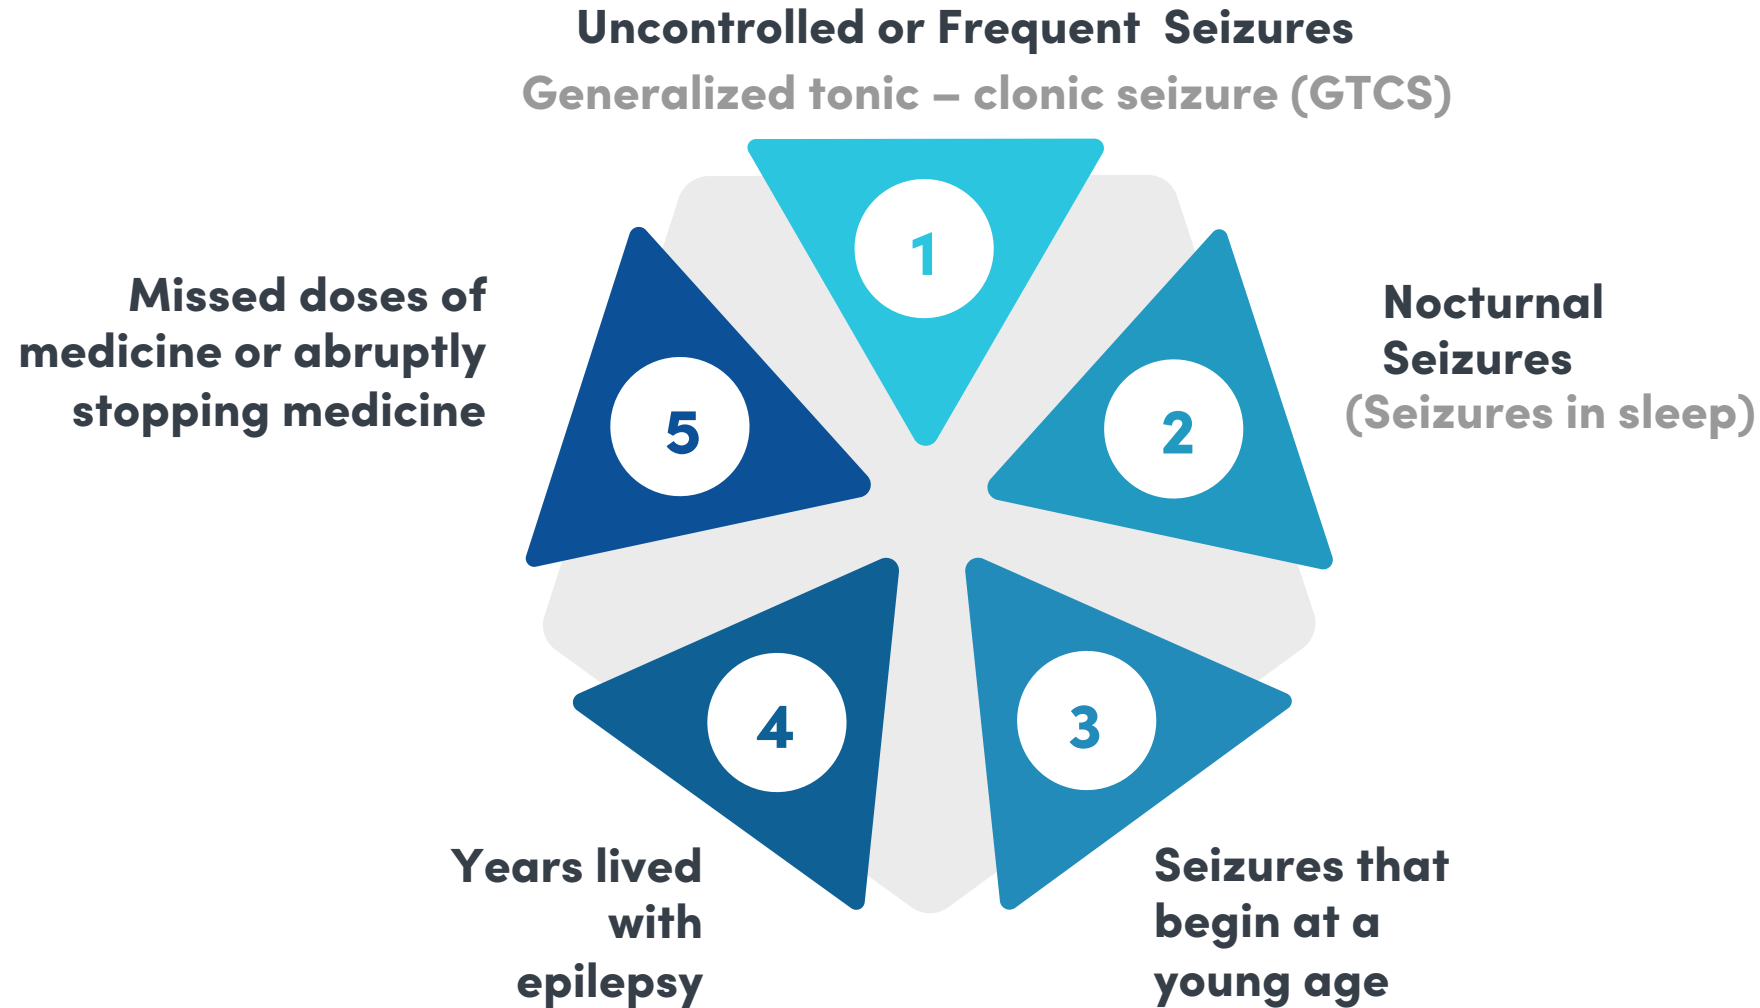 Uncontrolled or Frequent Seizures
Generalized tonic – clonic seizure (GTCS)
1
Nocturnal
Seizures
(Seizures in sleep)
2
Seizures that
begin at a
young age
3
Years lived
with
epilepsy
4
Missed doses of
medicine or abruptly
stopping medicine
5